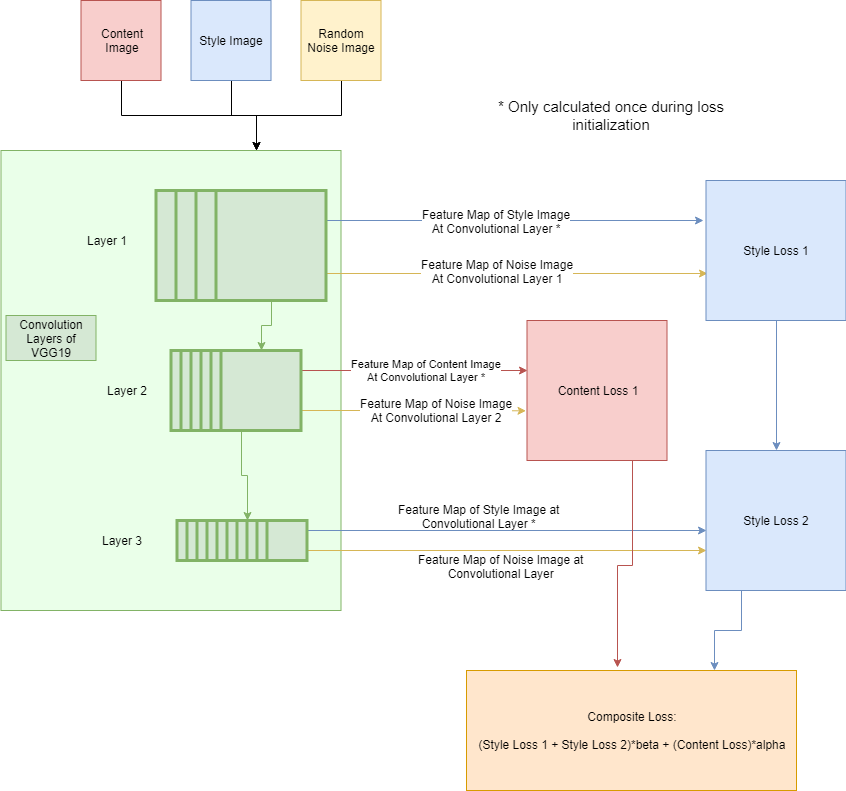 Content
Image
Style Image
Random
Noise Image
* Only calculated once during loss
initialization
Layer 1
Feature Map of Style Image
At Convolutional Layer *
Style Loss 1
Feature Map of Noise Image
At Convolutional Layer 1
Convolution
Layers of
VGG19
Layer 2
Feature Map of Content Image
At Convolutional Layer *
Content Loss 1
Feature Map of Noise Image
At Convolutional Layer 2
Layer 3
Feature Map of Style Image at
Convolutional Layer *
Style Loss 2
Feature Map of Noise Image at
Convolutional Layer
Composite Loss:
(Style Loss 1 + Style Loss 2)*beta + (Content Loss)*alpha